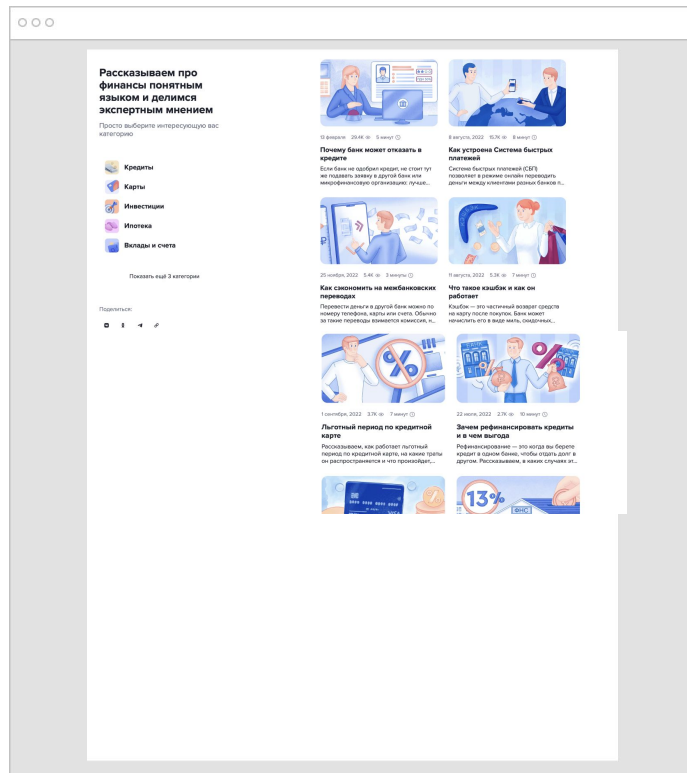 Рассказываем про
финансы понятным
языком и делимся
экспертным мнением
Просто выберите интересующую вас
категорию
Кредиты
Карты
Инвестиции
Ипотека
Вклады и счета
Показать ещё 3 категории
Поделиться:
13 февраля 29.4K 5 минут
Почему банк может отказать в
кредите
Если банк не одобрил кредит, не стоит тут
же подавать заявку в другой банк или
микрофинансовую организацию: лучше...
8 августа, 2022 15.7K 8 минут
Как устроена Система быстрых
платежей
Система быстрых платежей (СБП)
позволяет в режиме онлайн переводить
деньги между клиентами разных банков п...
25 ноября, 2022 5.4K 3 минуты
Как сэкономить на межбанковских
переводах
Перевести деньги в другой банк можно по
номеру телефона, карты или счета. Обычно
за такие переводы взимается комиссия, н...
11 августа, 2022 5.3K 7 минут
Что такое кэшбэк и как он
работает
Кэшбэк — это частичный возврат средств
на карту после покупок. Банк может
начислить его в виде миль, скидочных,...
1 сентября, 2022 3.7K 7 минут
Льготный период по кредитной
карте
Рассказываем, как работает льготный
период по кредитной карте, на какие траты
он распространяется и что произойдет,...
22 июля, 2022 2.7K 10 минут
Зачем рефинансировать кредиты
и в чем выгода
Рефинансирование — это когда вы берете
кредит в одном банке, чтобы отдать долг в
другом. Рассказываем, в каких случаях эт...
13%
ФНС